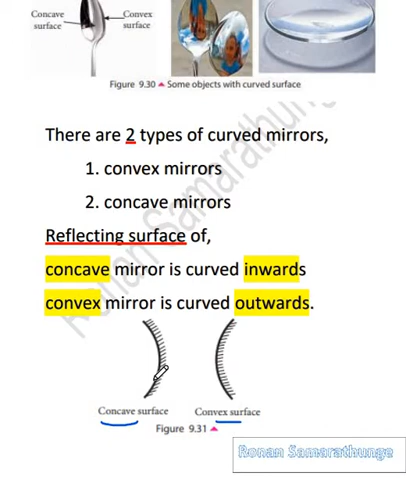 Concave Convex
surface surface
Figure 9.30 ▲ Some objects with curved surface
There are 2 types of curved mirrors,
1. convex mirrors
2. concave mirrors
Reflecting surface of,
concave mirror is curved inwards
convex mirror is curved outwards.
Concave surface Convex surface
Figure 9.31 ▲
Ronan Samarathunge
Ronan Samarathunge